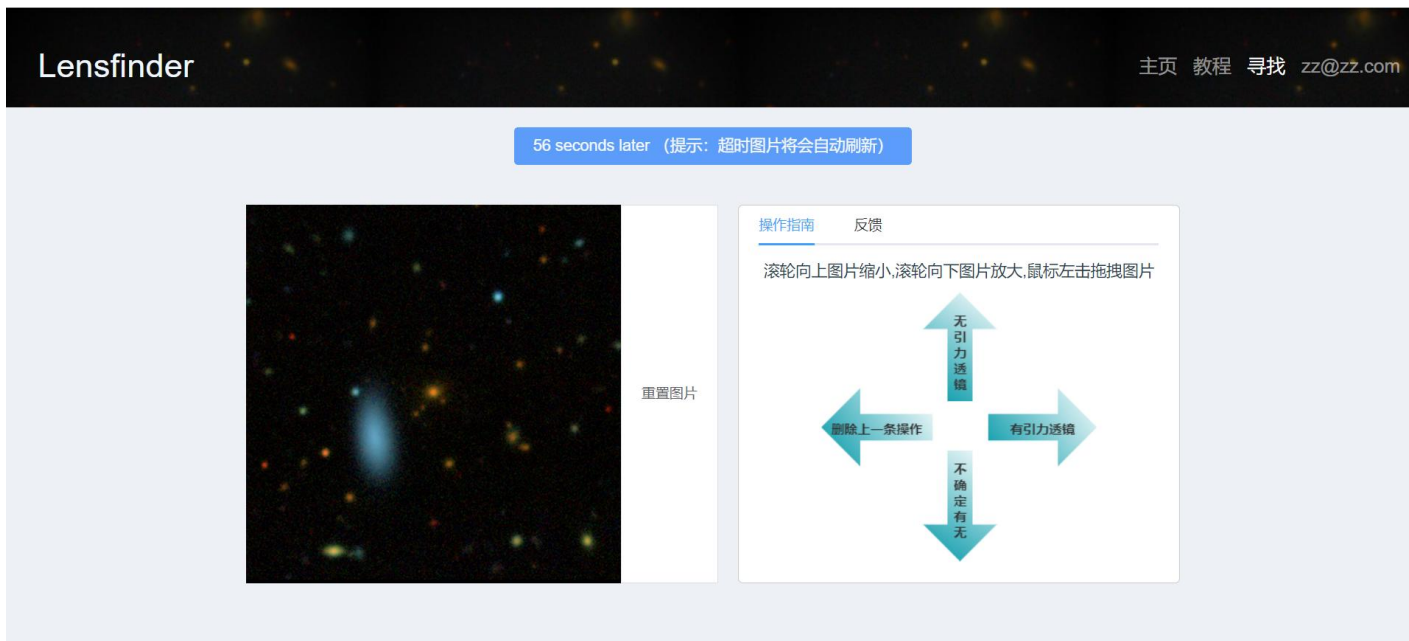 Lensfinder
主页 教程 寻找 zz@zz.com
56 seconds later （提示：超时图片将会自动刷新）
重置图片
操作指南 反馈
滚轮向上图片缩小,滚轮向下图片放大,鼠标左击拖拽图片
无引力透镜
删除上一条操作
有引力透镜
不确定有无